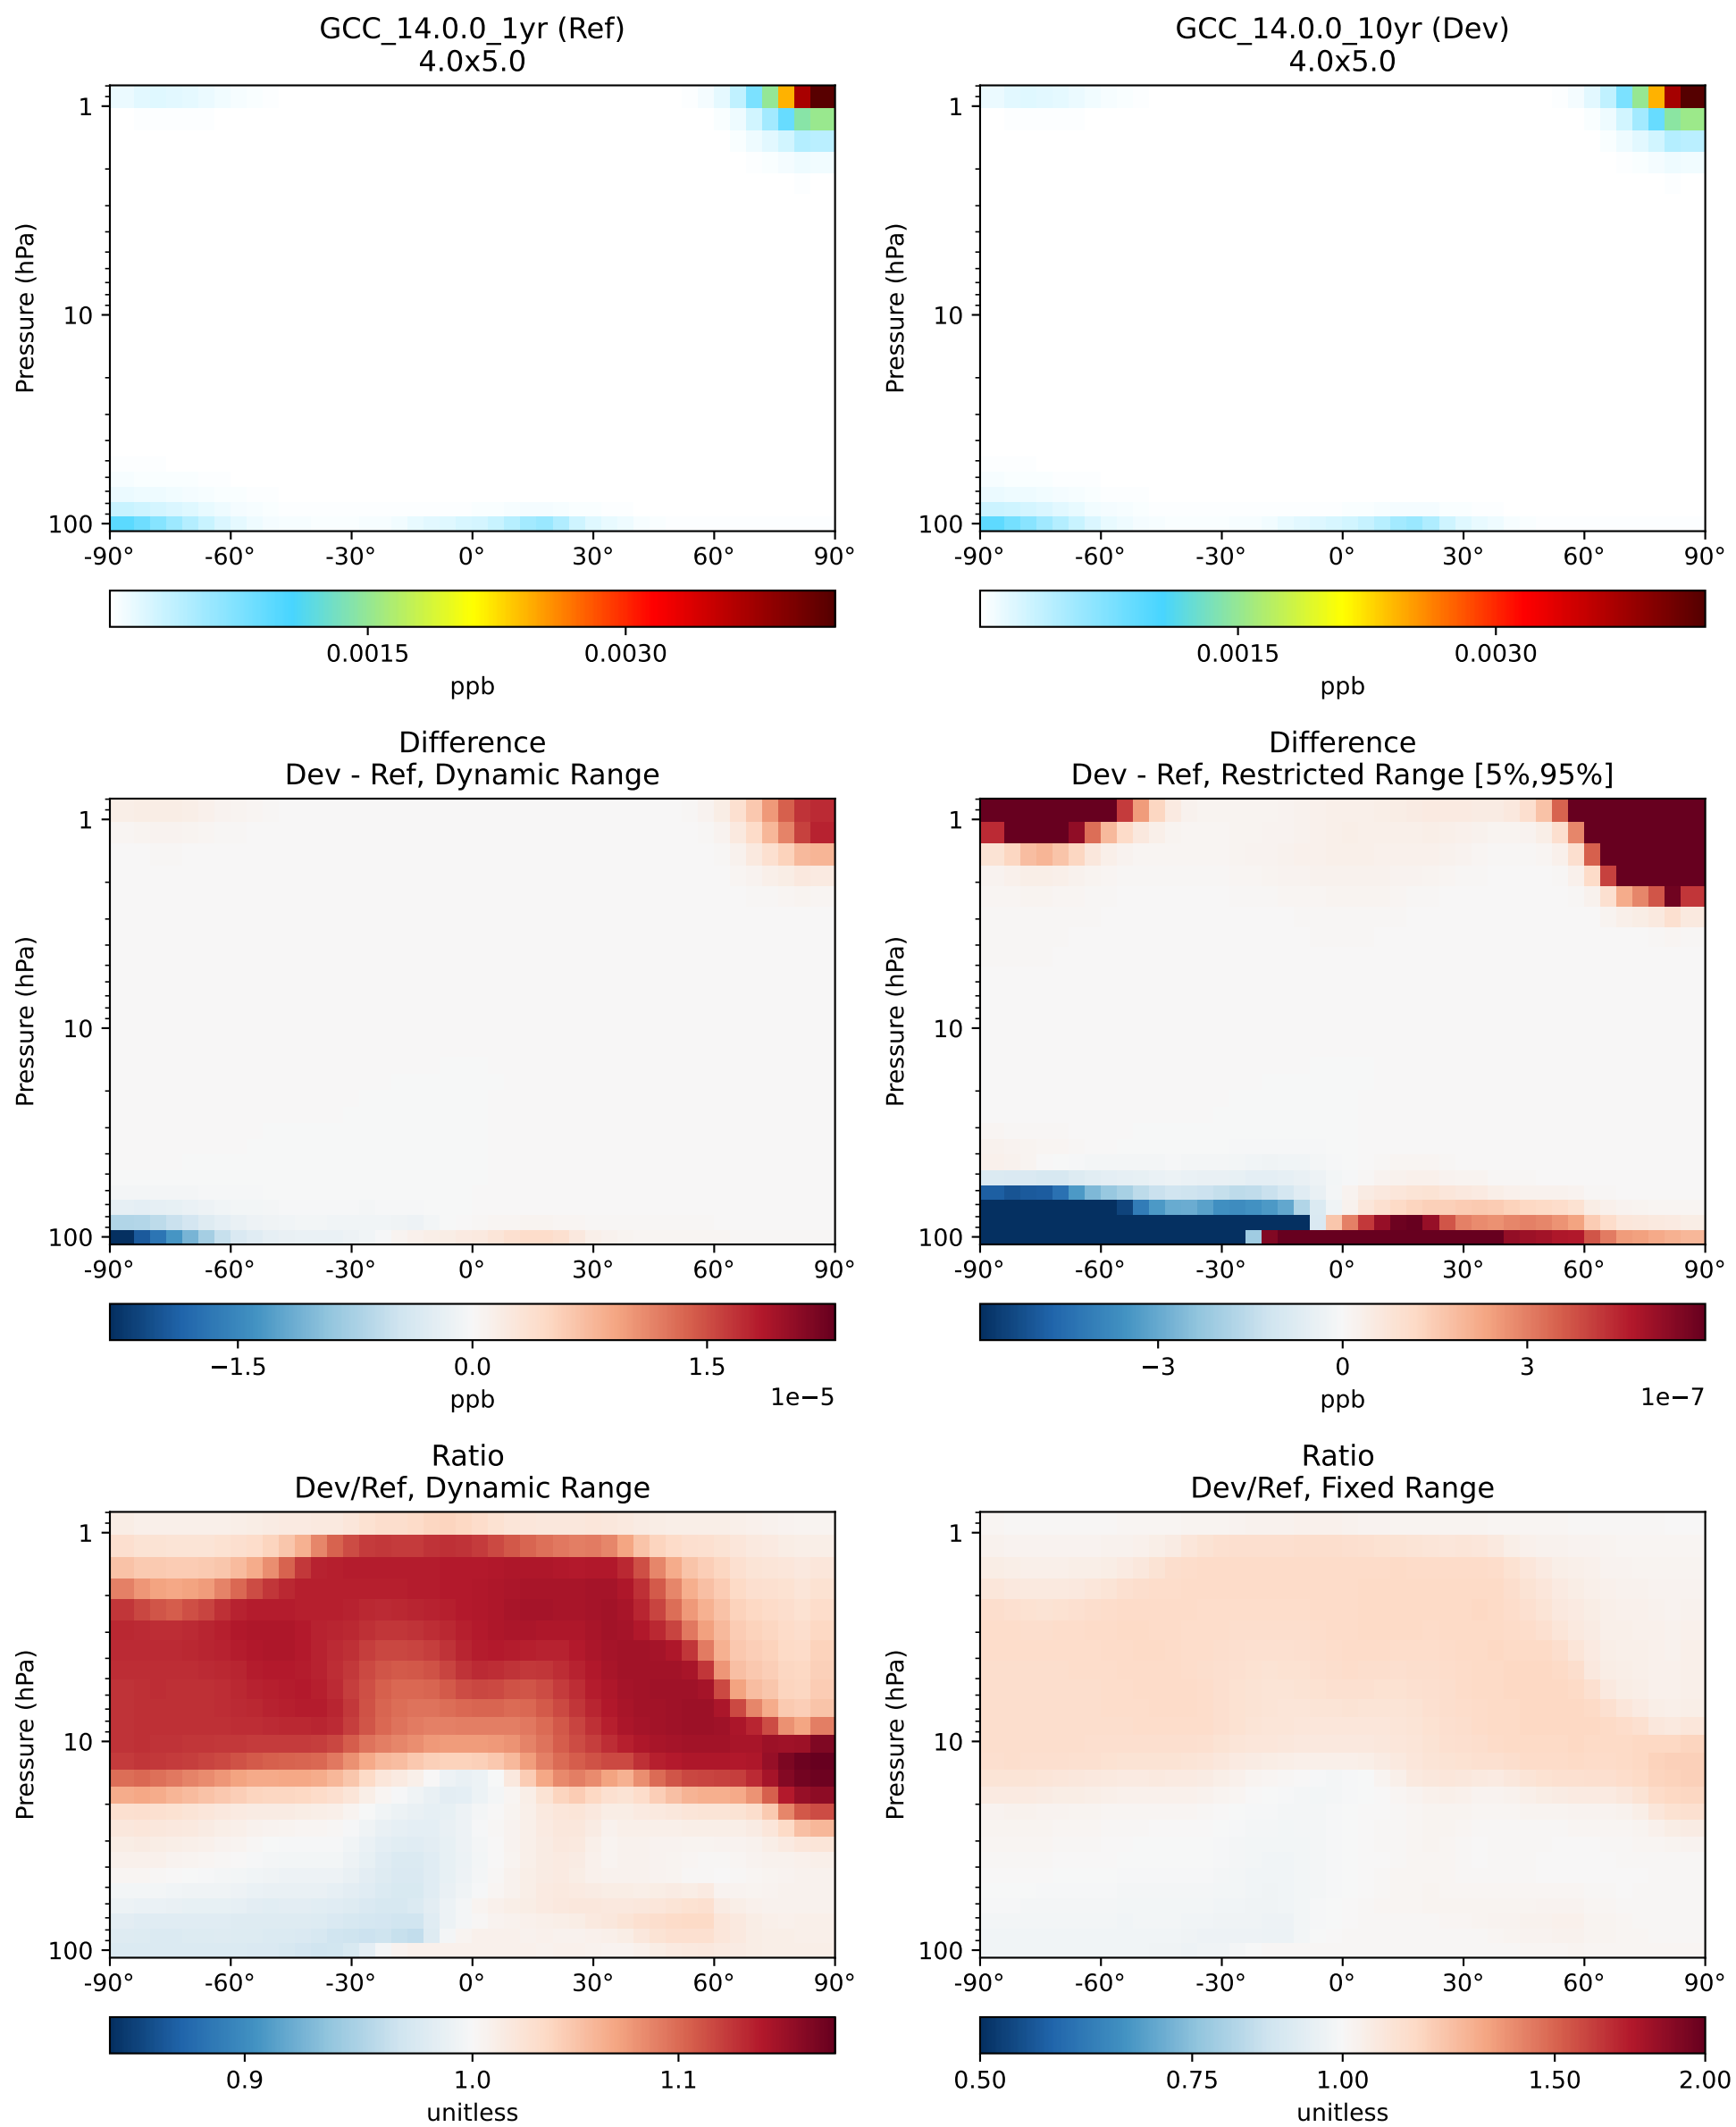 GCC_14.0.0_1yr (Ref)
4.0x5.0
GCC_14.0.0_10yr (Dev)
4.0x5.0
Pressure (hPa)
1
10
100
-90° -60° -30° 0° 30° 60° 90°
0.0015 0.0030
ppb
Pressure (hPa)
1
10
100
-90° -60° -30° 0° 30° 60° 90°
0.0015 0.0030
ppb
Difference
Dev - Ref, Dynamic Range
Pressure (hPa)
1
10
100
-90° -60° -30° 0° 30° 60° 90°
−1.5 0.0 1.5
ppb 1e−5
Difference
Dev - Ref, Restricted Range [5%,95%]
Pressure (hPa)
1
10
100
-90° -60° -30° 0° 30° 60° 90°
−3 0 3
ppb 1e−7
Ratio
Dev/Ref, Dynamic Range
Pressure (hPa)
1
10
100
-90° -60° -30° 0° 30° 60° 90°
0.9 1.0 1.1
unitless
Ratio
Dev/Ref, Fixed Range
Pressure (hPa)
1
10
100
-90° -60° -30° 0° 30° 60° 90°
0.50 0.75 1.00 1.50 2.00
unitless